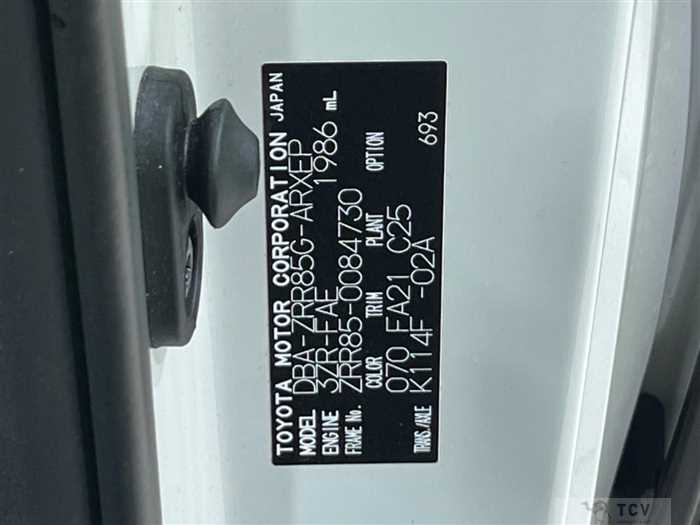 TOYOTA MOTOR CORPORATION JAPAN
MODEL DBA-ZRR85G-ARXEP
ENGINE 3ZR-FAE 1986 mL
FRAME No. ZRR85-0084730
COLOR TRIM PLANT OPTION
070 FA21 C25
TRANS./AXLE K114F -02A 693
TCV